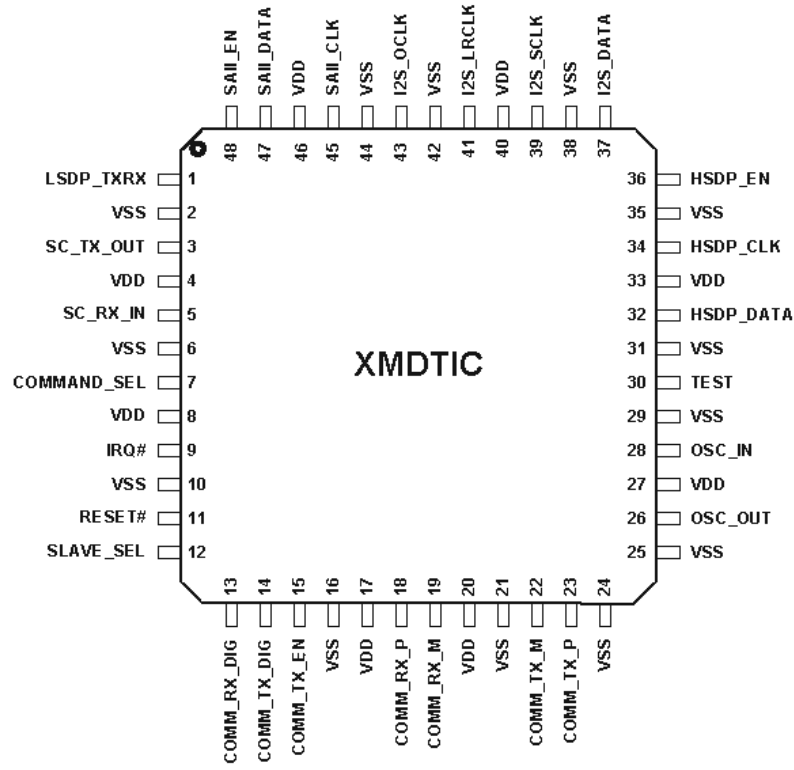 SAII_EN
SAII_DATA
VDD
SAII_CLK
VSS
I2S_OCLK
VSS
I2S_LRCLK
VDD
I2S_SCLK
VSS
I2S_DATA
48
47
46
45
44
43
42
41
40
39
38
37
LSDP_TXRX 1
VSS 2
SC_TX_OUT 3
VDD 4
SC_RX_IN 5
VSS 6
COMMAND_SEL 7
VDD 8
IRQ# 9
VSS 10
RESET# 11
SLAVE_SEL 12
XMDTIC
36 HSDP_EN
35 VSS
34 HSDP_CLK
33 VDD
32 HSDP_DATA
31 VSS
30 TEST
29 VSS
28 OSC_IN
27 VDD
26 OSC_OUT
25 VSS
13
14
15
16
17
18
19
20
21
22
23
24
COMM_RX_DIG
COMM_TX_DIG
COMM_TX_EN
VSS
VDD
COMM_RX_P
COMM_RX_M
VDD
VSS
COMM_TX_M
COMM_TX_P
VSS